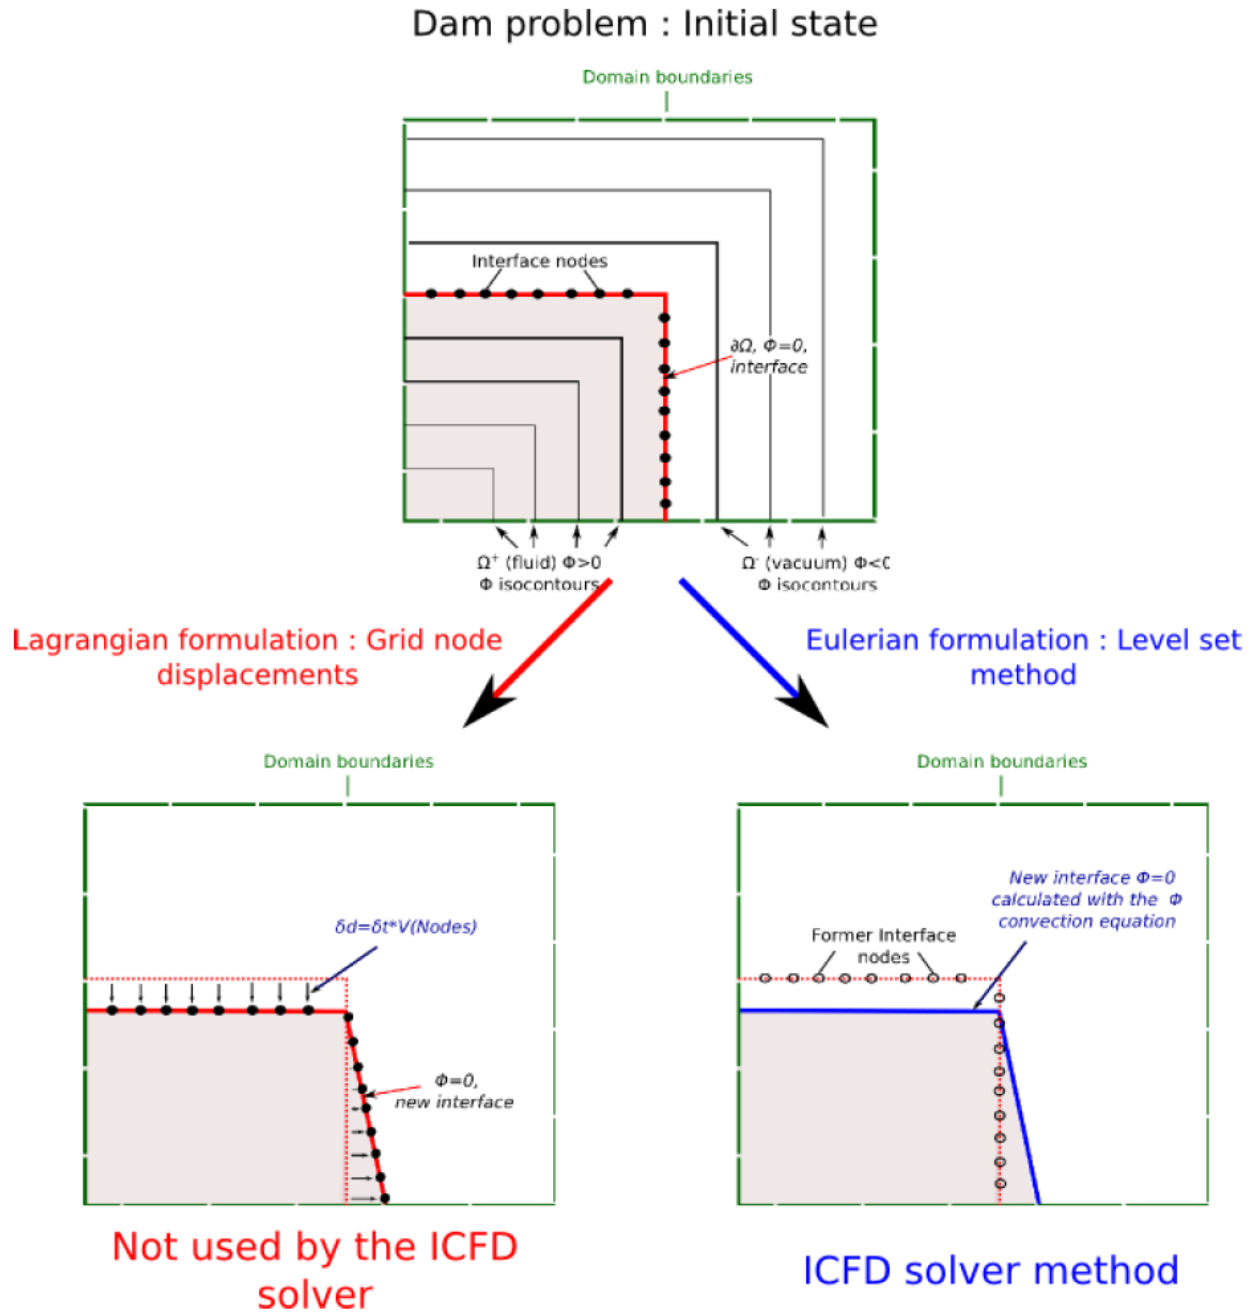 Dam problem : Initial state
Domain boundaries
Interface nodes
∂Ω, Φ=0,
interface
Ω⁺ (fluid) Φ>0
Φ isocontours
Ω⁻ (vacuum) Φ<0
Φ isocontours
Lagrangian formulation : Grid node
displacements
Eulerian formulation : Level set
method
Domain boundaries
δd=δt*V(Nodes)
Φ=0,
new interface
Not used by the ICFD
solver
Domain boundaries
New interface Φ=0
calculated with the Φ
convection equation
Former Interface
nodes
ICFD solver method